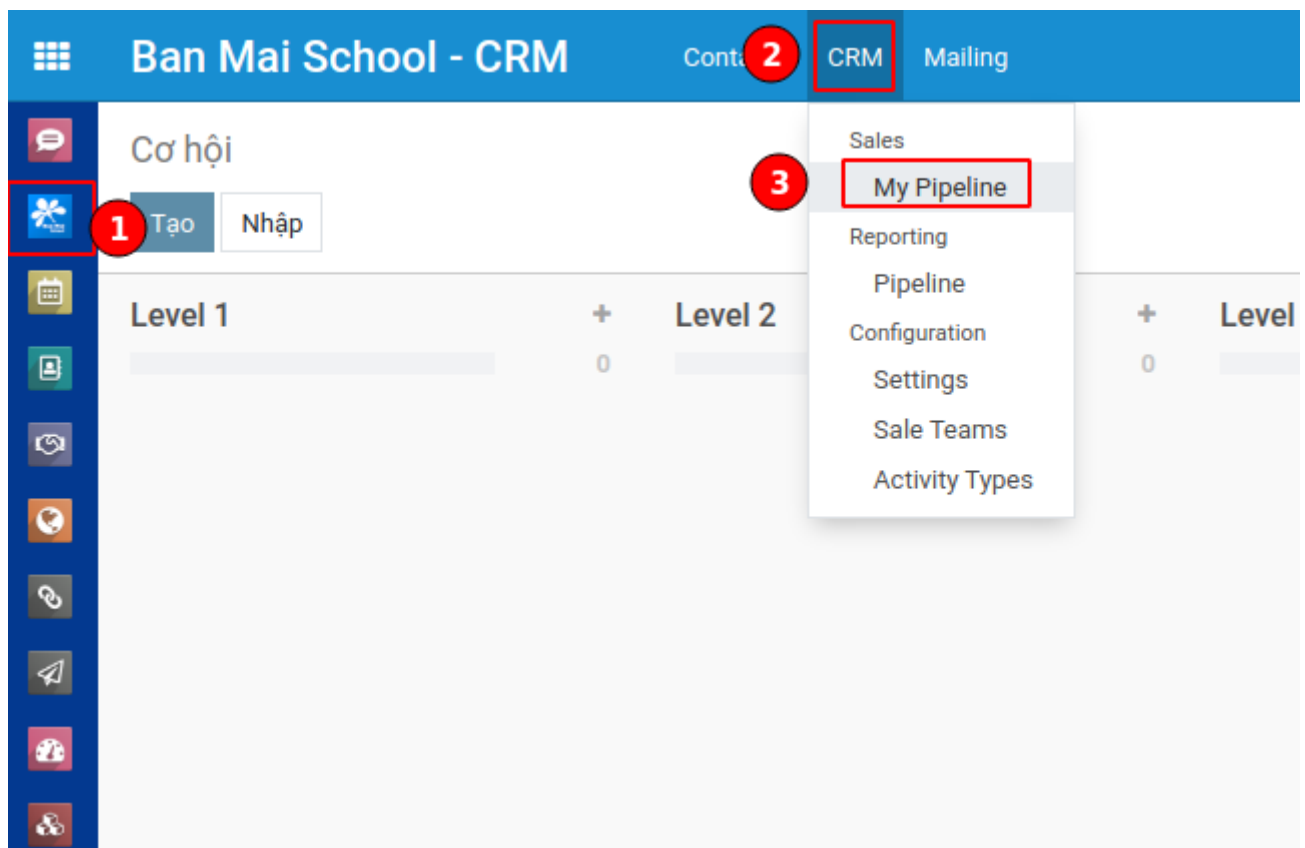 Ban Mai School - CRM
Conta 2 CRM Mailing
Cơ hội
Sales
3 My Pipeline
1 Tạo Nhập
Reporting
Pipeline
Level 1 + Level 2 + Level
Configuration
0 0
Settings
Sale Teams
Activity Types